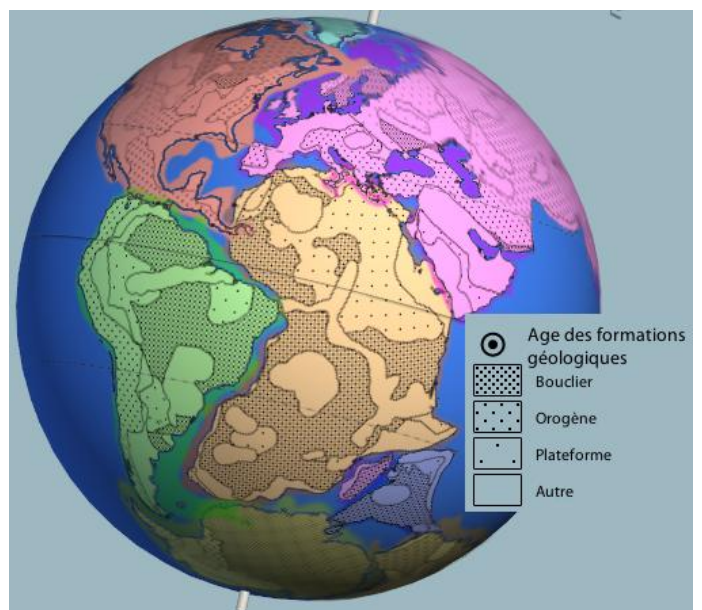 Age des formations
géologiques
Bouclier
Orogène
Plateforme
Autre